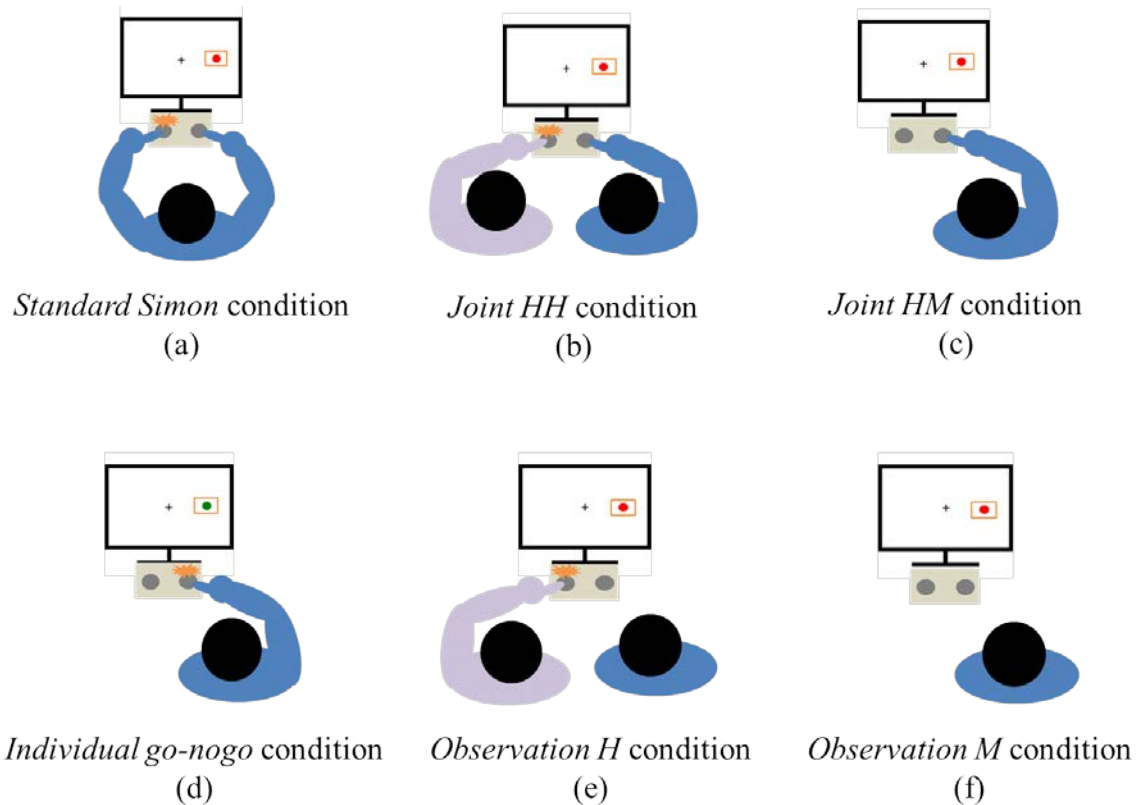 Standard Simon condition
(a)
Joint HH condition
(b)
Joint HM condition
(c)
Individual go-nogo condition
(d)
Observation H condition
(e)
Observation M condition
(f)